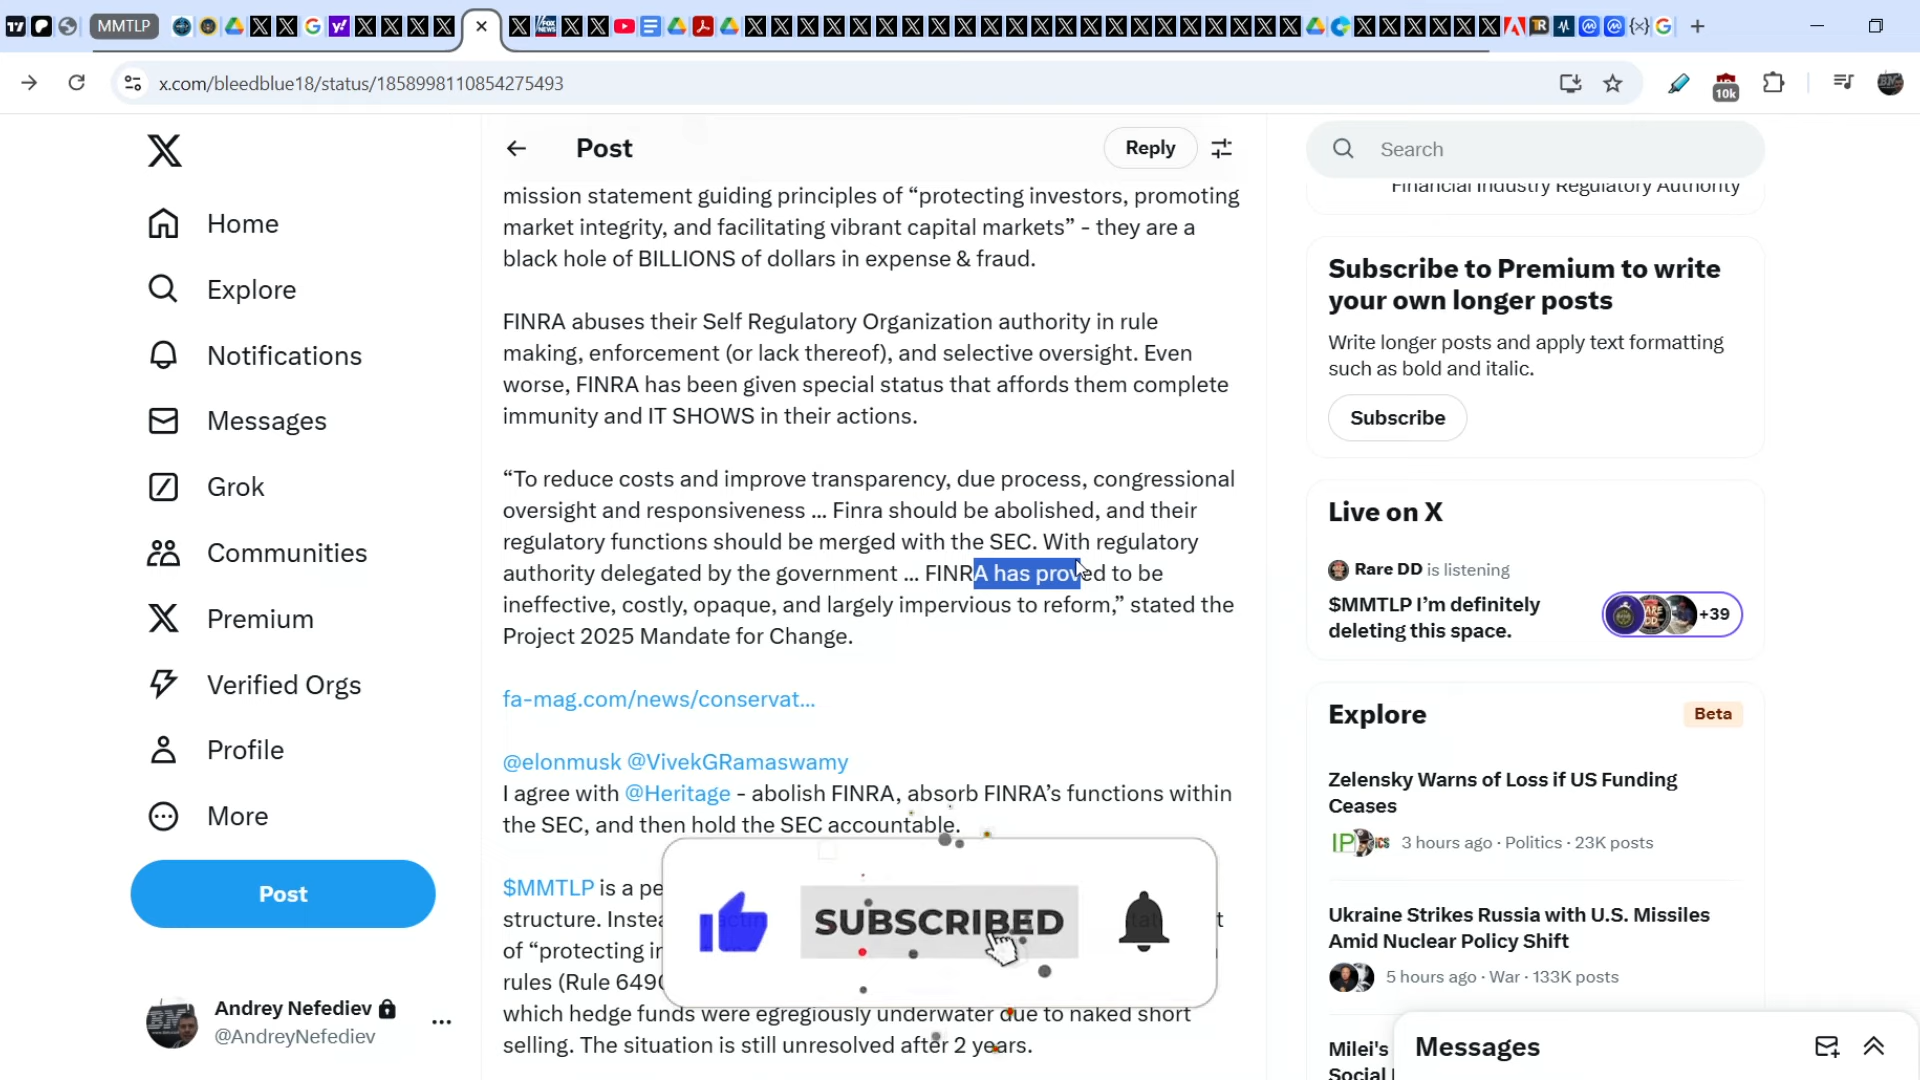 MMTLP
x.com/bleedblue18/status/1858998110854275493
10k
Home
Explore
Notifications
Messages
Grok
Communities
Premium
Verified Orgs
Profile
More
Post
Andrey Nefediev
@AndreyNefediev
Post
Reply
mission statement guiding principles of “protecting investors, promoting
market integrity, and facilitating vibrant capital markets” - they are a
black hole of BILLIONS of dollars in expense & fraud.
FINRA abuses their Self Regulatory Organization authority in rule
making, enforcement (or lack thereof), and selective oversight. Even
worse, FINRA has been given special status that affords them complete
immunity and IT SHOWS in their actions.
“To reduce costs and improve transparency, due process, congressional
oversight and responsiveness ... Finra should be abolished, and their
regulatory functions should be merged with the SEC. With regulatory
authority delegated by the government ... FINRA has proved to be
ineffective, costly, opaque, and largely impervious to reform,” stated the
Project 2025 Mandate for Change.
fa-mag.com/news/conservat...
@elonmusk @VivekGRamaswamy
I agree with @Heritage - abolish FINRA, absorb FINRA’s functions within
the SEC, and then hold the SEC accountable.
$MMTLP is a pe
structure. Instea
of “protecting in
rules (Rule 6490
which hedge funds were egregiously underwater due to naked short
selling. The situation is still unresolved after 2 years.
SUBSCRIBED
Search
Financial Industry Regulatory Authority
Subscribe to Premium to write
your own longer posts
Write longer posts and apply text formatting
such as bold and italic.
Subscribe
Live on X
Rare DD is listening
$MMTLP I’m definitely
deleting this space.
+39
Explore
Beta
Zelensky Warns of Loss if US Funding
Ceases
3 hours ago · Politics · 23K posts
Ukraine Strikes Russia with U.S. Missiles
Amid Nuclear Policy Shift
5 hours ago · War · 133K posts
Milei's
Social
Messages